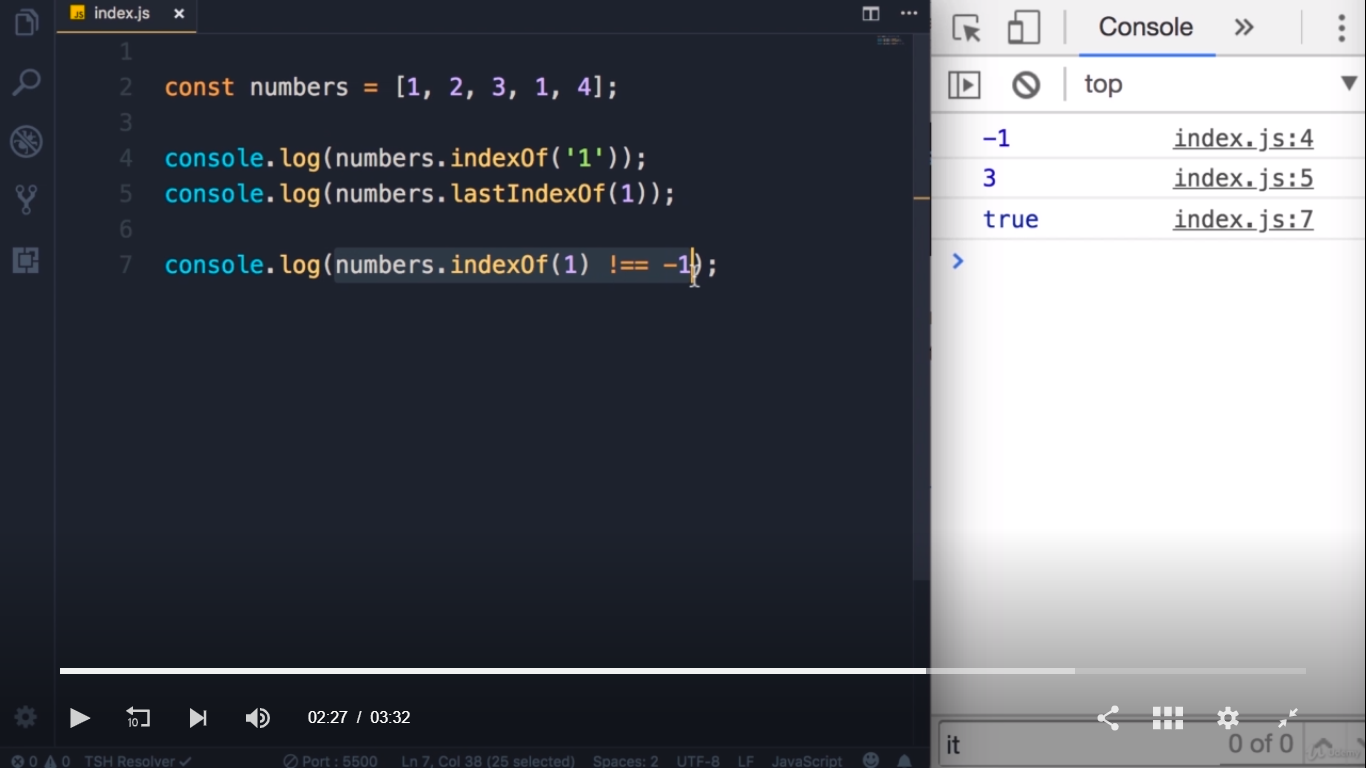 index.js ×
1
2 const numbers = [1, 2, 3, 1, 4];
3
4 console.log(numbers.indexOf('1'));
5 console.log(numbers.lastIndexOf(1));
6
7 console.log(numbers.indexOf(1) !== -1);
Console
top
-1 index.js:4
3 index.js:5
true index.js:7
10
02:27 / 03:32
it 0 of 0
0 0 TSH Resolver Port : 5500 Ln 7, Col 38 (25 selected) Spaces: 2 UTF-8 LF JavaScript